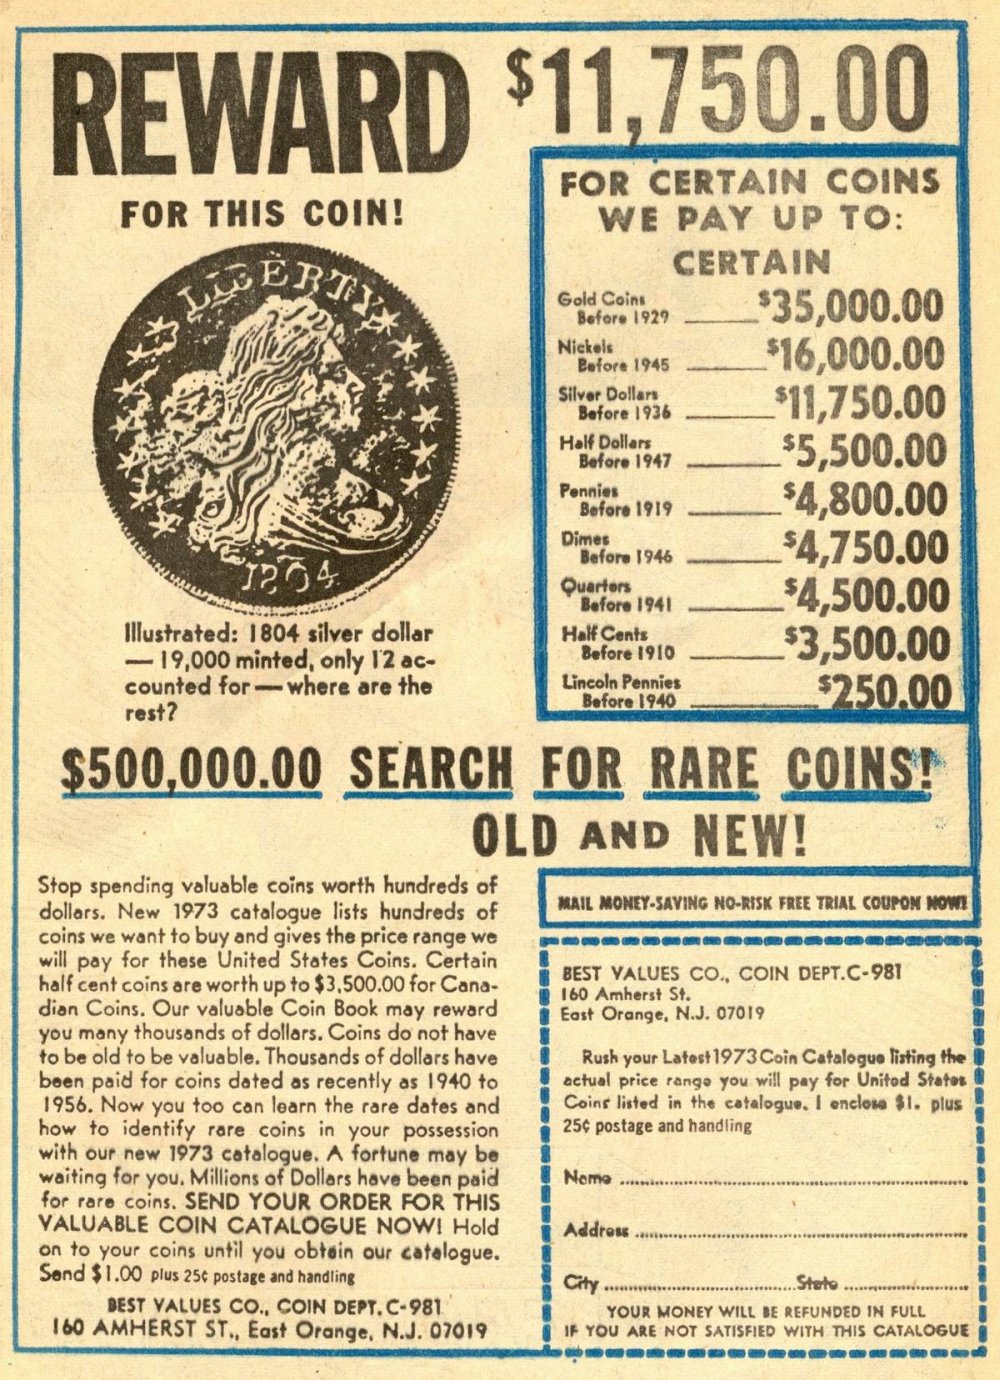 REWARD $11,750.00
FOR THIS COIN!
LIBERTY
1804
Illustrated: 1804 silver dollar
— 19,000 minted, only 12 ac-
counted for — where are the
rest?
FOR CERTAIN COINS
WE PAY UP TO:
CERTAIN
Gold Coins
Before 1929 $35,000.00
Nickels
Before 1945 $16,000.00
Silver Dollars
Before 1936 $11,750.00
Half Dollars
Before 1947 $5,500.00
Pennies
Before 1919 $4,800.00
Dimes
Before 1946 $4,750.00
Quarters
Before 1941 $4,500.00
Half Cents
Before 1910 $3,500.00
Lincoln Pennies
Before 1940 $250.00
$500,000.00 SEARCH FOR RARE COINS!
OLD AND NEW!
Stop spending valuable coins worth hundreds of
dollars. New 1973 catalogue lists hundreds of
coins we want to buy and gives the price range we
will pay for these United States Coins. Certain
half cent coins are worth up to $3,500.00 for Cana-
dian Coins. Our valuable Coin Book may reward
you many thousands of dollars. Coins do not have
to be old to be valuable. Thousands of dollars have
been paid for coins dated as recently as 1940 to
1956. Now you too can learn the rare dates and
how to identify rare coins in your possession
with our new 1973 catalogue. A fortune may be
waiting for you. Millions of Dollars have been paid
for rare coins. SEND YOUR ORDER FOR THIS
VALUABLE COIN CATALOGUE NOW! Hold
on to your coins until you obtain our catalogue.
Send $1.00 plus 25¢ postage and handling
BEST VALUES CO., COIN DEPT. C-981
160 AMHERST ST., East Orange, N.J. 07019
MAIL MONEY-SAVING NO-RISK FREE TRIAL COUPON NOW!
BEST VALUES CO., COIN DEPT. C-981
160 Amherst St.
East Orange, N.J. 07019
Rush your Latest 1973 Coin Catalogue listing the
actual price range you will pay for United States
Coins listed in the catalogue. I enclose $1. plus
25¢ postage and handling
Name
Address
City State
YOUR MONEY WILL BE REFUNDED IN FULL
IF YOU ARE NOT SATISFIED WITH THIS CATALOGUE